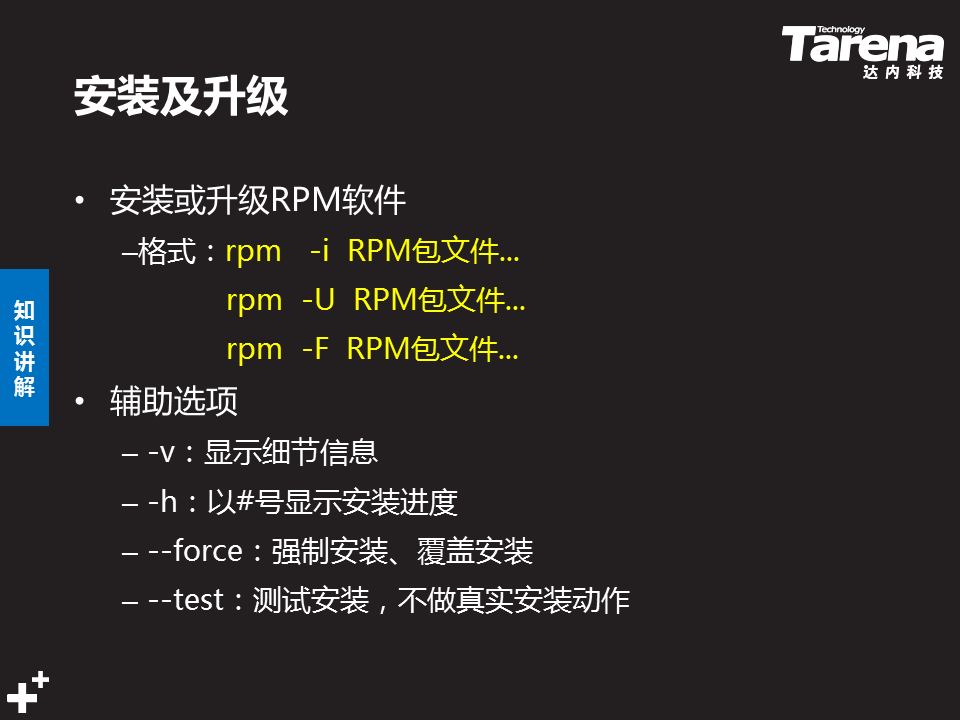 Technology
Tarena
达内科技
安装及升级
• 安装或升级RPM软件
–格式：rpm -i RPM包文件...
rpm -U RPM包文件...
rpm -F RPM包文件...
• 辅助选项
– -v：显示细节信息
– -h：以#号显示安装进度
– --force：强制安装、覆盖安装
– --test：测试安装，不做真实安装动作
知
识
讲
解